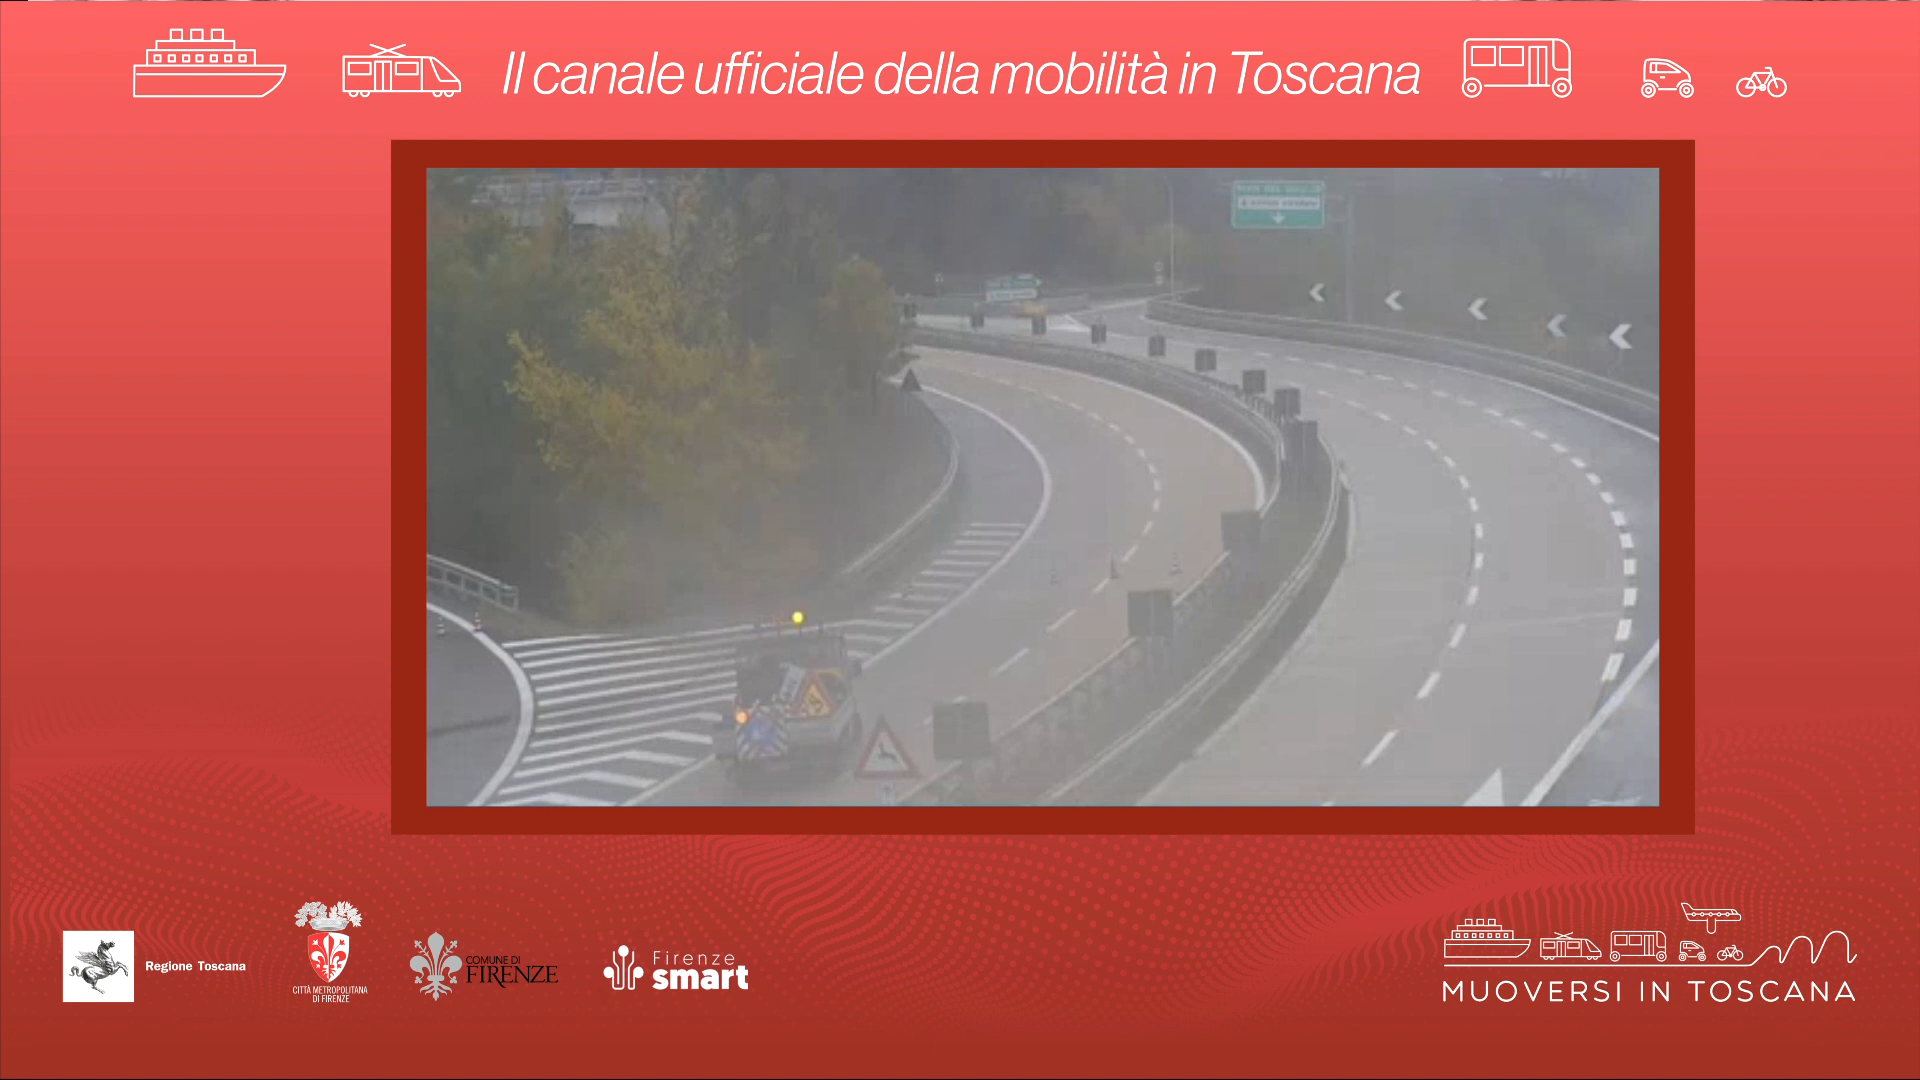 Il canale ufficiale della mobilità in Toscana
Regione Toscana
CITTÀ METROPOLITANA
DI FIRENZE
COMUNE DI
FIRENZE
Firenze
smart
MUOVERSI IN TOSCANA